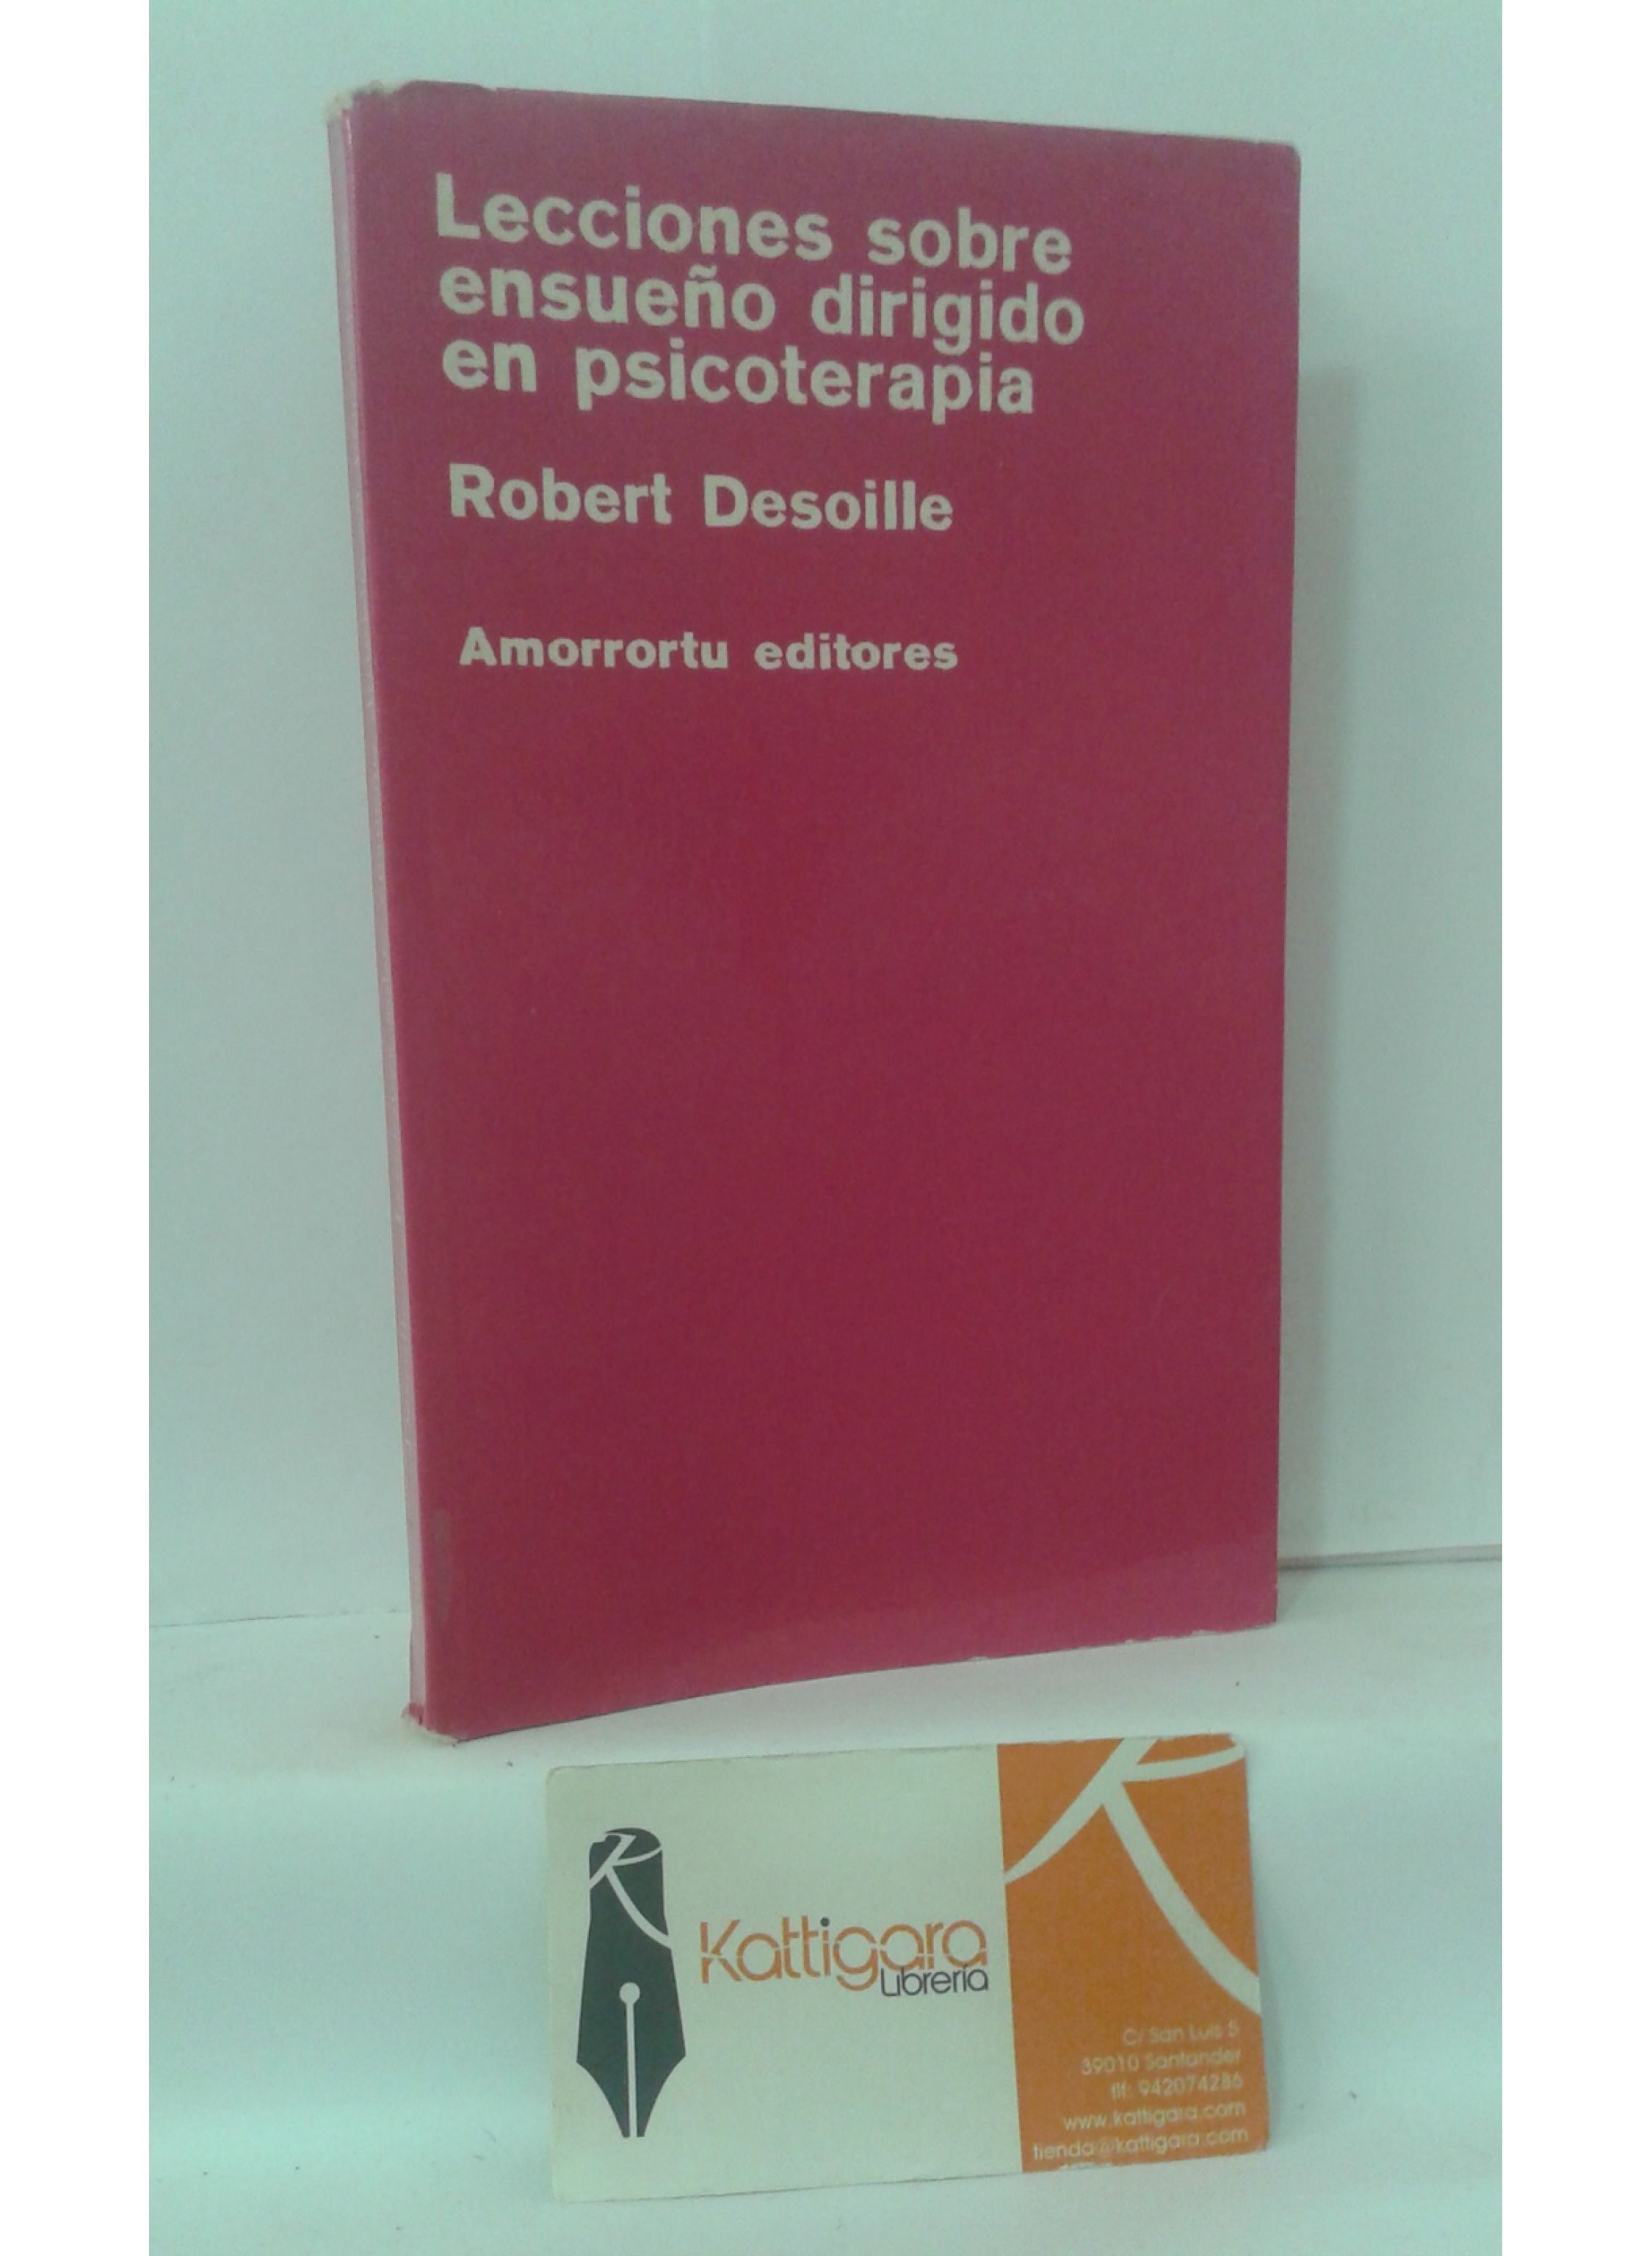 Lecciones sobre
ensueño dirigido
en psicoterapia
Robert Desoille
Amorrortu editores
Kattigara
Librería
C/ San Luis 5
39010 Santander
tlf: 942074286
www.kattigara.com
tienda@kattigara.com